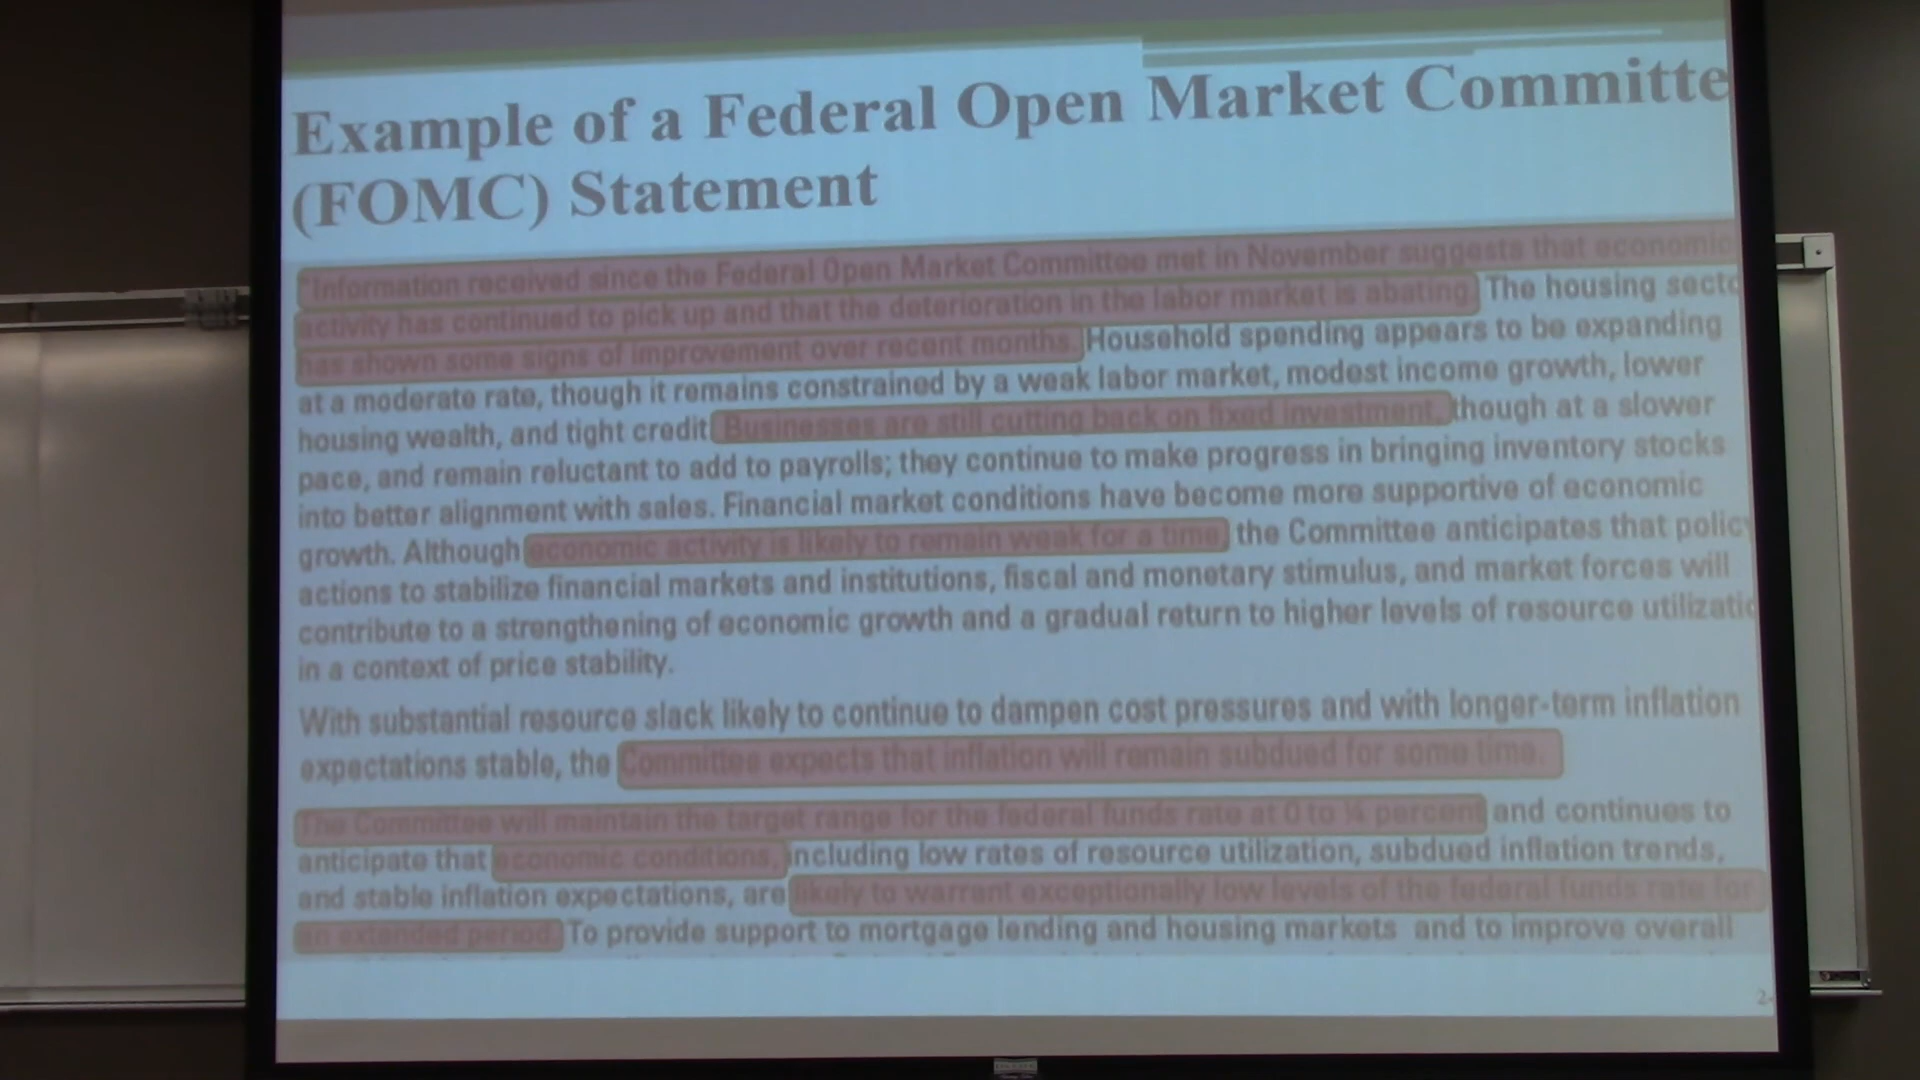 Example of a Federal Open Market Committe
(FOMC) Statement
"Information received since the Federal Open Market Committee met in November suggests that economic
activity has continued to pick up and that the deterioration in the labor market is abating. The housing secto
has shown some signs of improvement over recent months. Household spending appears to be expanding
at a moderate rate, though it remains constrained by a weak labor market, modest income growth, lower
housing wealth, and tight credit. Businesses are still cutting back on fixed investment, though at a slower
pace, and remain reluctant to add to payrolls; they continue to make progress in bringing inventory stocks
into better alignment with sales. Financial market conditions have become more supportive of economic
growth. Although economic activity is likely to remain weak for a time, the Committee anticipates that policy
actions to stabilize financial markets and institutions, fiscal and monetary stimulus, and market forces will
contribute to a strengthening of economic growth and a gradual return to higher levels of resource utilizatio
in a context of price stability.
With substantial resource slack likely to continue to dampen cost pressures and with longer-term inflation
expectations stable, the Committee expects that inflation will remain subdued for some time.
The Committee will maintain the target range for the federal funds rate at 0 to ¼ percent and continues to
anticipate that economic conditions, including low rates of resource utilization, subdued inflation trends,
and stable inflation expectations, are likely to warrant exceptionally low levels of the federal funds rate for
an extended period. To provide support to mortgage lending and housing markets and to improve overall